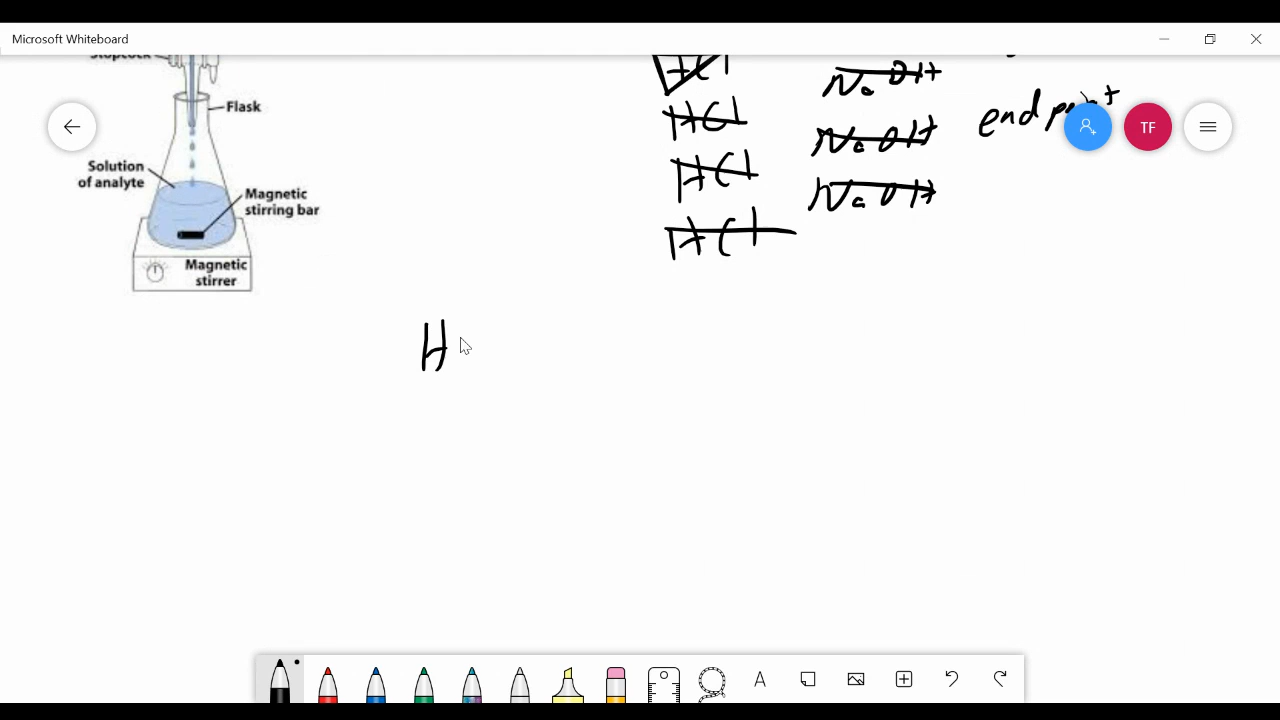 Microsoft Whiteboard
Stopcock
Flask
Solution
of analyte
Magnetic
stirring bar
Magnetic
stirrer
HCl
HCl
HCl
HCl
NaOH
NaOH
NaOH
end point
TF
H
A